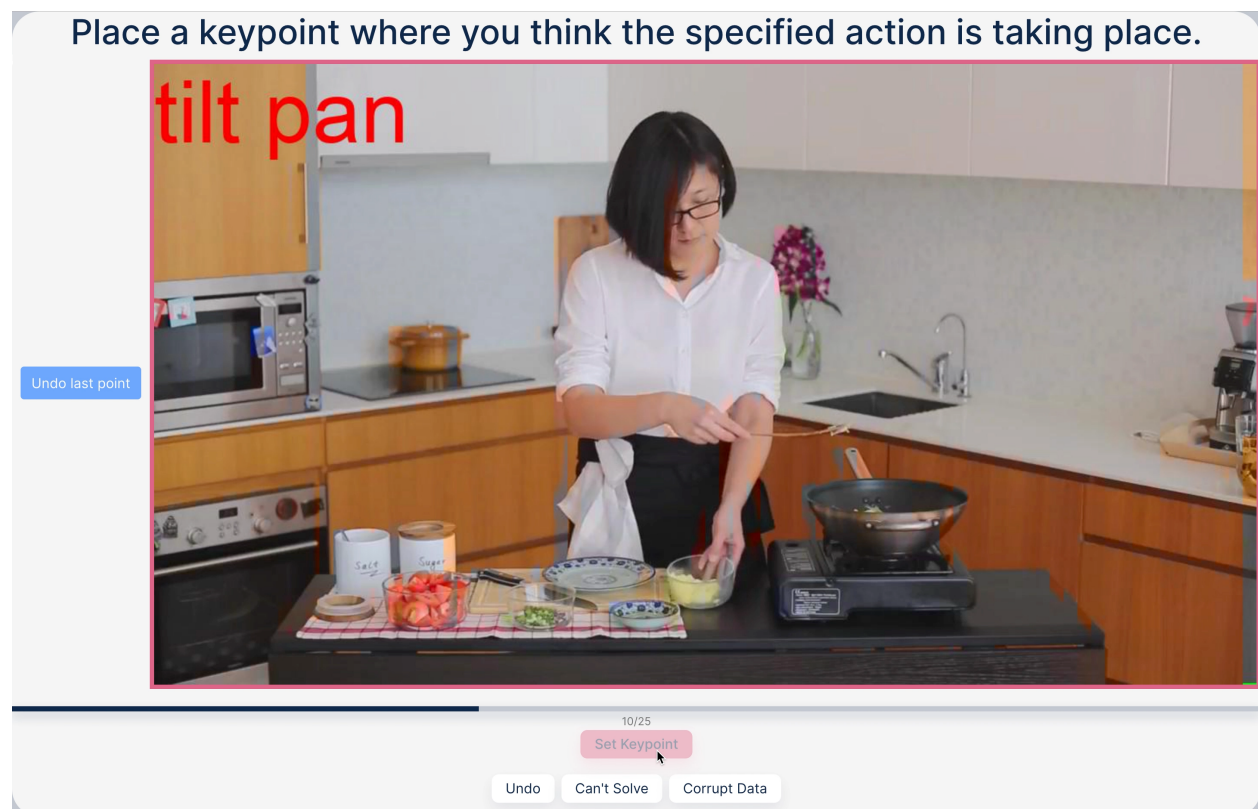 Place a keypoint where you think the specified action is taking place.
tilt pan
Undo last point
Salt
Sugar
10/25
Set Keypoint
Undo
Can't Solve
Corrupt Data